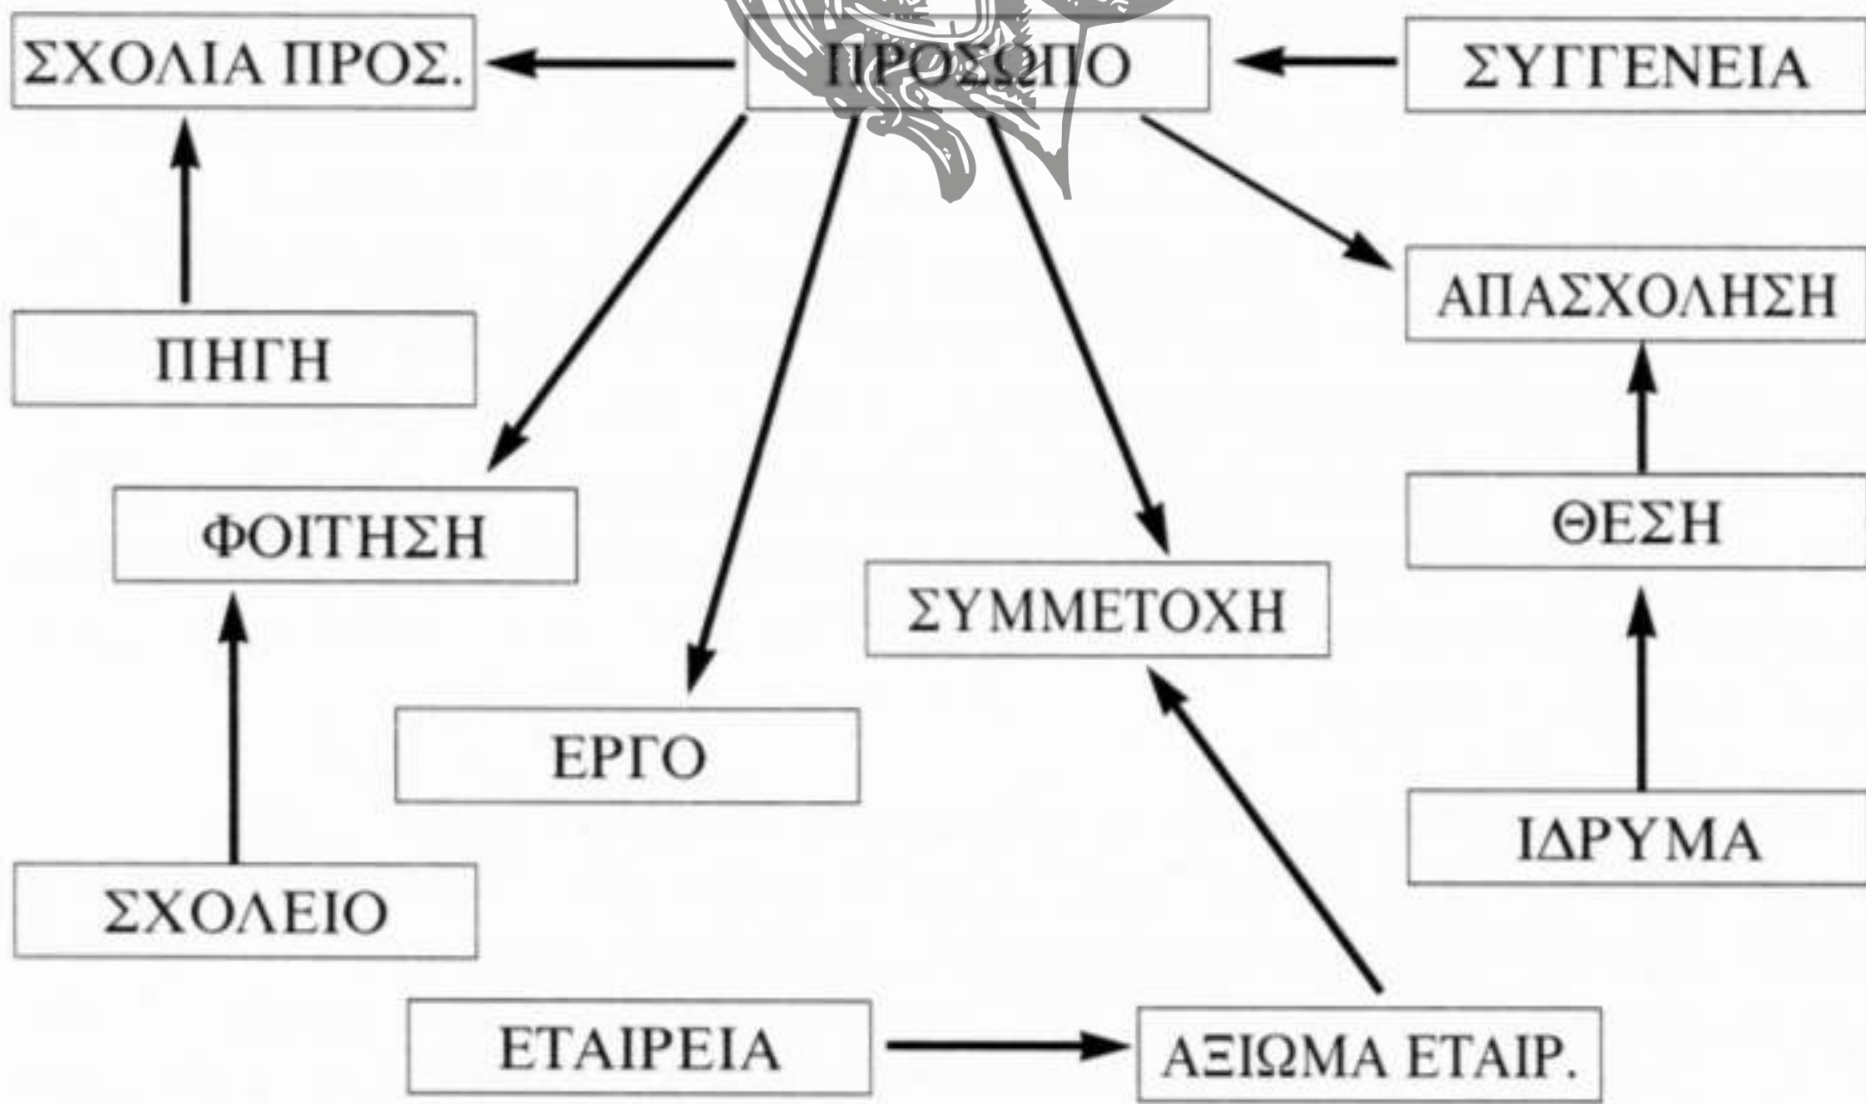 ΣΧΟΛΙΑ ΠΡΟΣ.
ΠΡΟΣΩΠΟ
ΣΥΓΓΕΝΕΙΑ
ΑΠΑΣΧΟΛΗΣΗ
ΠΗΓΗ
ΦΟΙΤΗΣΗ
ΘΕΣΗ
ΣΥΜΜΕΤΟΧΗ
ΕΡΓΟ
ΙΔΡΥΜΑ
ΣΧΟΛΕΙΟ
ΕΤΑΙΡΕΙΑ
ΑΞΙΩΜΑ ΕΤΑΙΡ.